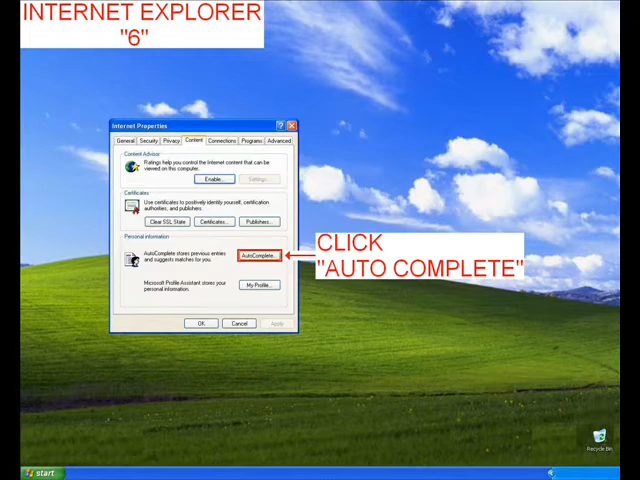 INTERNET EXPLORER
"6"
Internet Properties
General Security Privacy Content Connections Programs Advanced
Content Advisor
Ratings help you control the Internet content that can be
viewed on this computer.
Enable... Settings...
Certificates
Use certificates to positively identify yourself, certification
authorities, and publishers.
Clear SSL State Certificates... Publishers...
Personal information
AutoComplete stores previous entries
and suggests matches for you.
AutoComplete...
CLICK
"AUTO COMPLETE"
Microsoft Profile Assistant stores your
personal information.
My Profile...
OK Cancel Apply
Recycle Bin
start